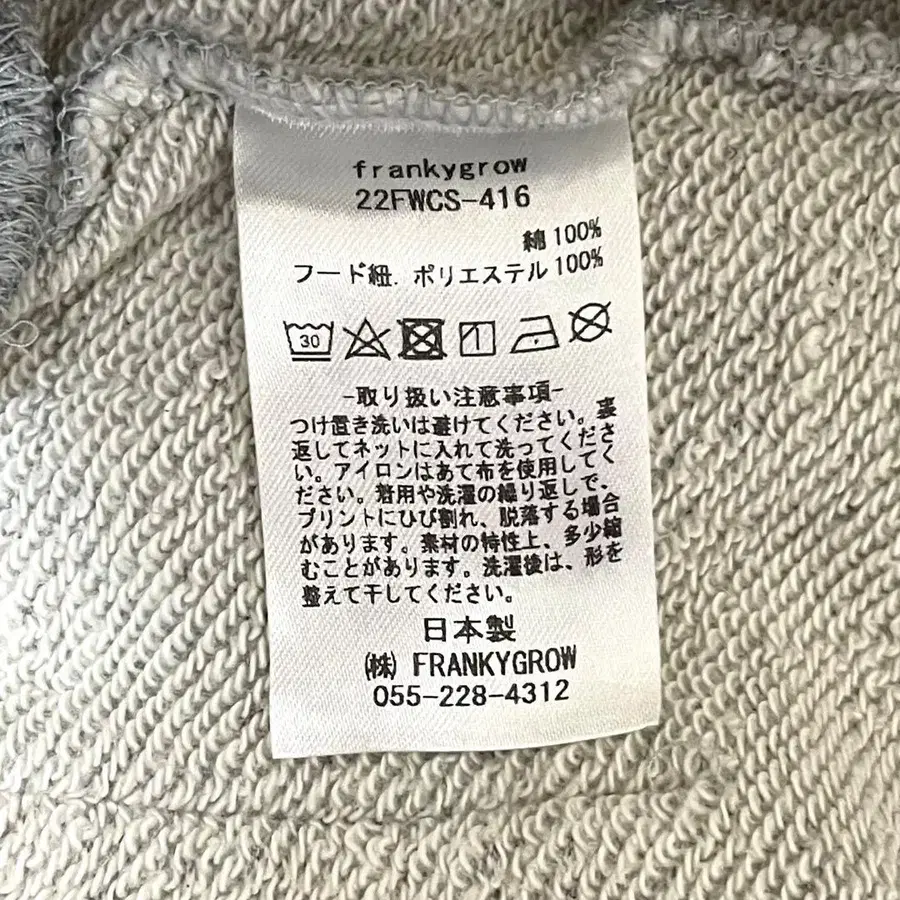 frankygrow
22FWCS-416
綿 100%
フード紐. ポリエステル 100%
30
-取り扱い注意事項-
つけ置き洗いは避けてください。裏
返してネットに入れて洗ってくださ
い。アイロンはあて布を使用してく
ださい。着用や洗濯の繰り返しで、
プリントにひび割れ、脱落する場合
があります。素材の特性上、多少縮
むことがあります。洗濯後は、形を
整えて干してください。
日本製
㈱ FRANKYGROW
055-228-4312